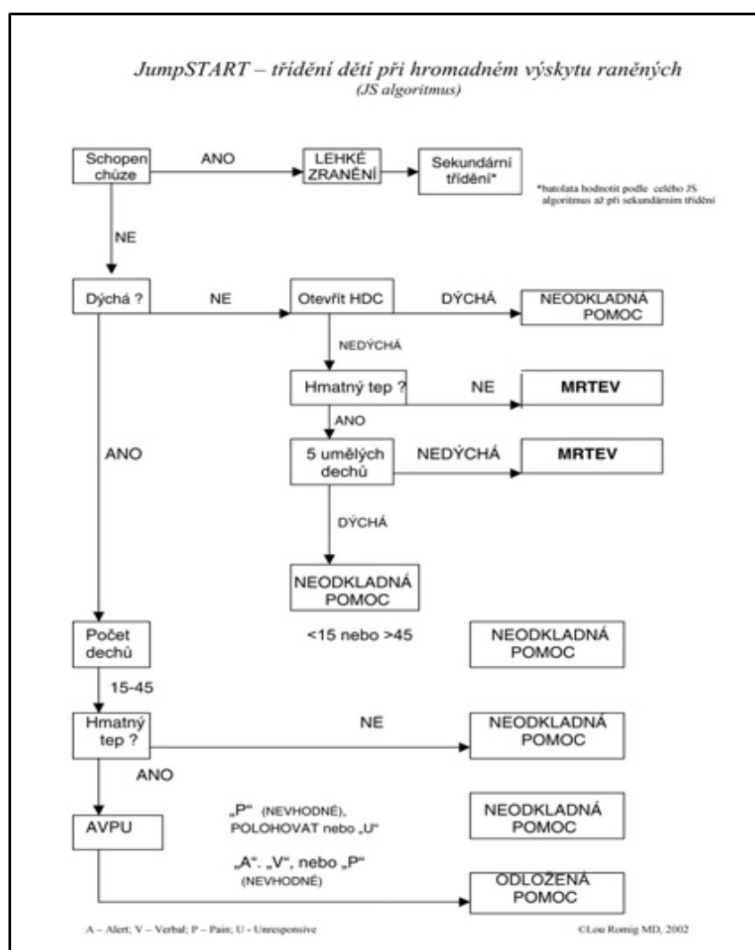 JumpSTART – třídění dětí při hromadném výskytu raněných
(JS algoritmus)
Schopen
chůze
ANO
LEHKÉ
ZRANĚNÍ
Sekundární
třídění*
*batolata hodnotit podle celého JS
algoritmus až při sekundárním třídění
NE
Dýchá ?
NE
Otevřít HDC
DÝCHÁ
NEODKLADNÁ
POMOC
NEDÝCHÁ
Hmatný tep ?
NE
MRTEV
ANO
ANO
5 umělých
dechů
NEDÝCHÁ
MRTEV
DÝCHÁ
NEODKLADNÁ
POMOC
Počet
dechů
<15 nebo >45
NEODKLADNÁ
POMOC
15-45
Hmatný
tep ?
NE
NEODKLADNÁ
POMOC
ANO
AVPU
„P“ (NEVHODNÉ),
POLOHOVAT nebo „U“
NEODKLADNÁ
POMOC
„A“. „V“, nebo „P“
(NEVHODNÉ)
ODLOŽENÁ
POMOC
A – Alert; V – Verbal; P – Pain; U - Unresponsive
©Lou Romig MD, 2002